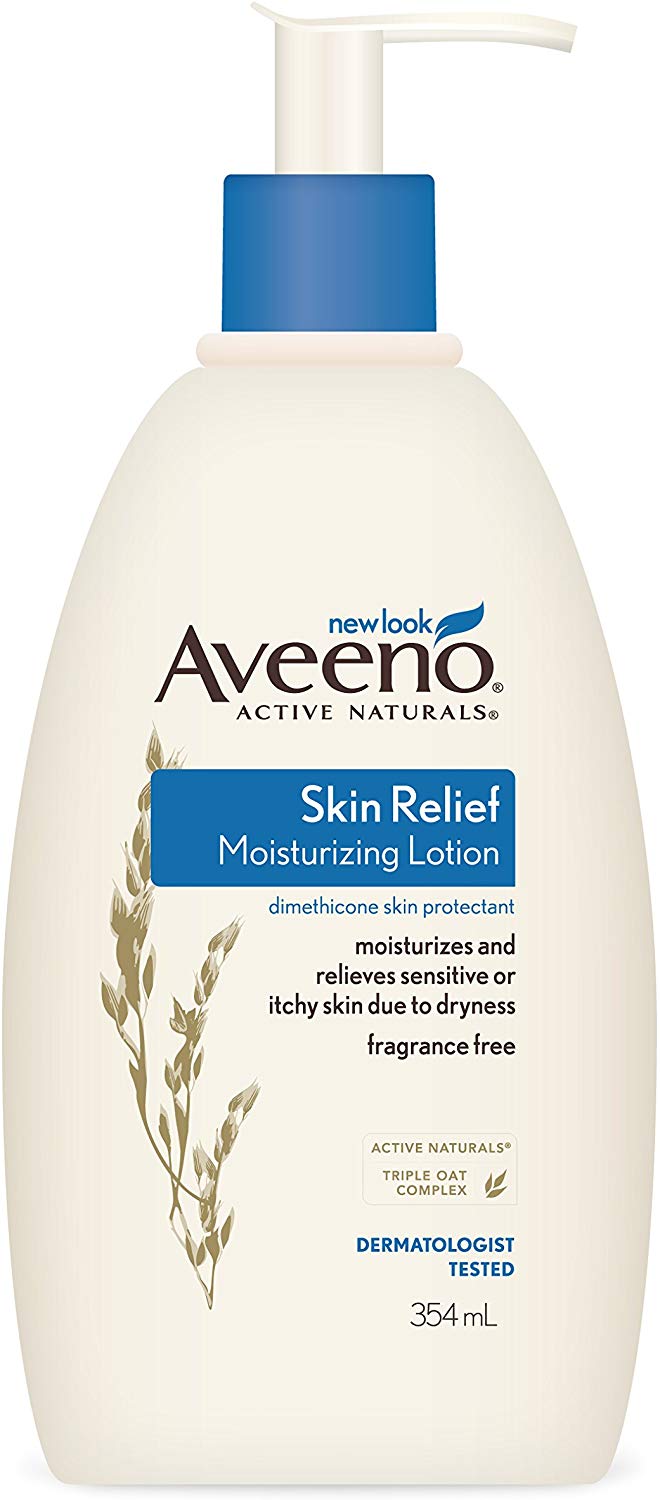 new look
Aveeno®
ACTIVE NATURALS®
Skin Relief
Moisturizing Lotion
dimethicone skin protectant
moisturizes and
relieves sensitive or
itchy skin due to dryness
fragrance free
ACTIVE NATURALS®
TRIPLE OAT
COMPLEX
DERMATOLOGIST
TESTED
354 mL